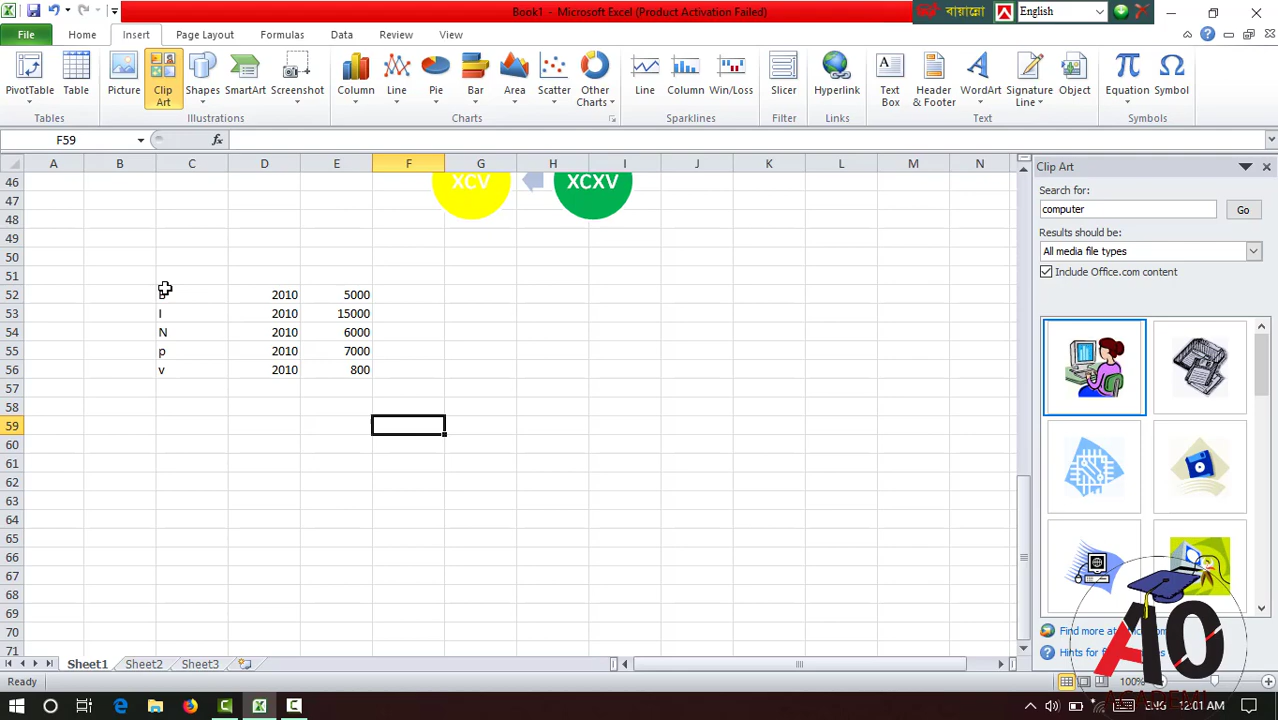 Book1 - Microsoft Excel (Product Activation Failed)
বায়ান্নো
English
File
Home
Insert
Page Layout
Formulas
Data
Review
View
PivotTable
Table
Picture
Clip Art
Shapes
SmartArt
Screenshot
Column
Line
Pie
Bar
Area
Scatter
Other Charts
Line
Column
Win/Loss
Slicer
Hyperlink
Text Box
Header & Footer
WordArt
Signature Line
Object
Equation
Symbol
Tables
Illustrations
Charts
Sparklines
Filter
Links
Text
Symbols
F59
fx
A B C D E F G H I J K L M N
46
47
48
49
50
51
52 2010 5000
53 I 2010 15000
54 N 2010 6000
55 p 2010 7000
56 v 2010 800
57
58
59
60
61
62
63
64
65
66
67
68
69
70
71
XCV
XCXV
Clip Art
Search for:
computer
Go
Results should be:
All media file types
Include Office.com content
Find more at
Hints for
A0
Sheet1
Sheet2
Sheet3
Ready
100%
ENG
12:01 AM